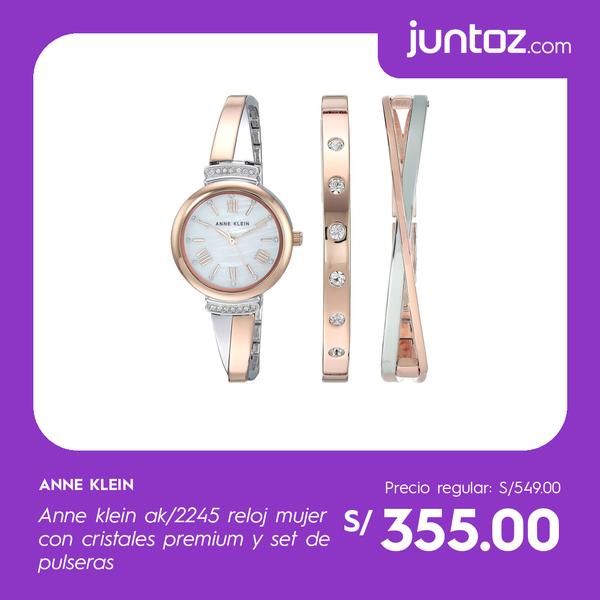 juntoz.com
ANNE KLEIN
ANNE KLEIN
Anne klein ak/2245 reloj mujer
con cristales premium y set de
pulseras
Precio regular: S/549.00
S/ 355.00